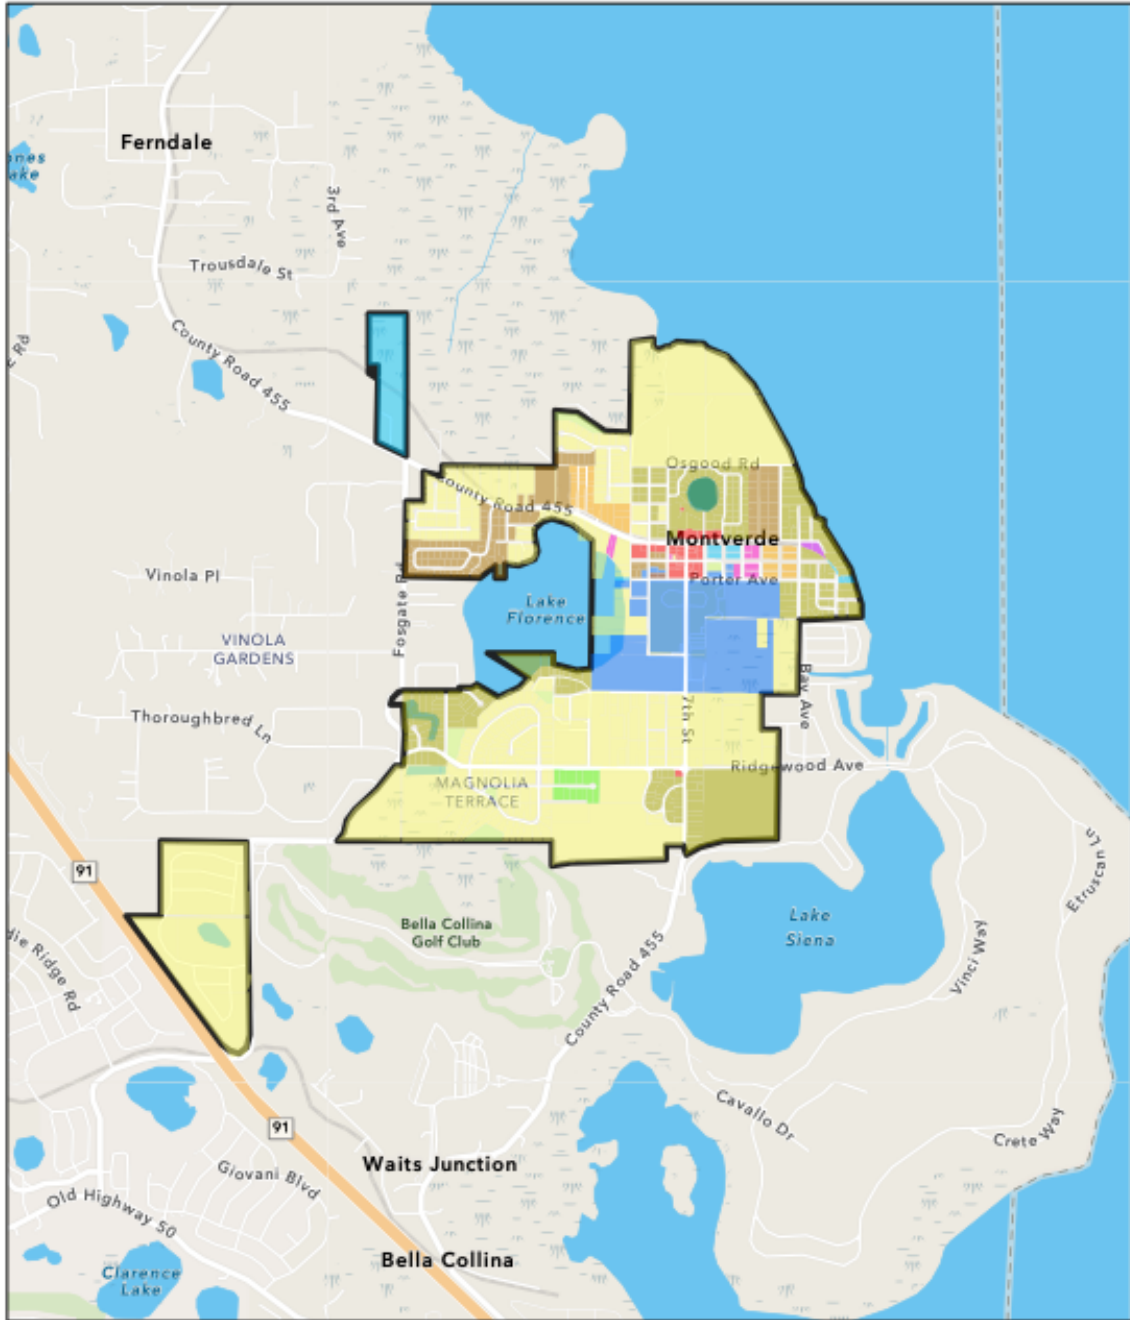 Ferndale
3rd Ave
Trousdale St
County Road 455
Osgood Rd
County Road 455
Montverde
Porter Ave
Vinola Pl
Lake
Florence
Fosgate Rd
VINOLA
GARDENS
Bay Ave
7th St
Thoroughbred Ln
Ridgewood Ave
MAGNOLIA
TERRACE
91
Etruscan Ln
Bella Collina
Golf Club
Lake
Siena
Vinci Way
die Ridge Rd
County Road 455
91
Cavallo Dr
Crete Way
Waits Junction
Giovani Blvd
Old Highway 50
Bella Collina
Clarence
Lake